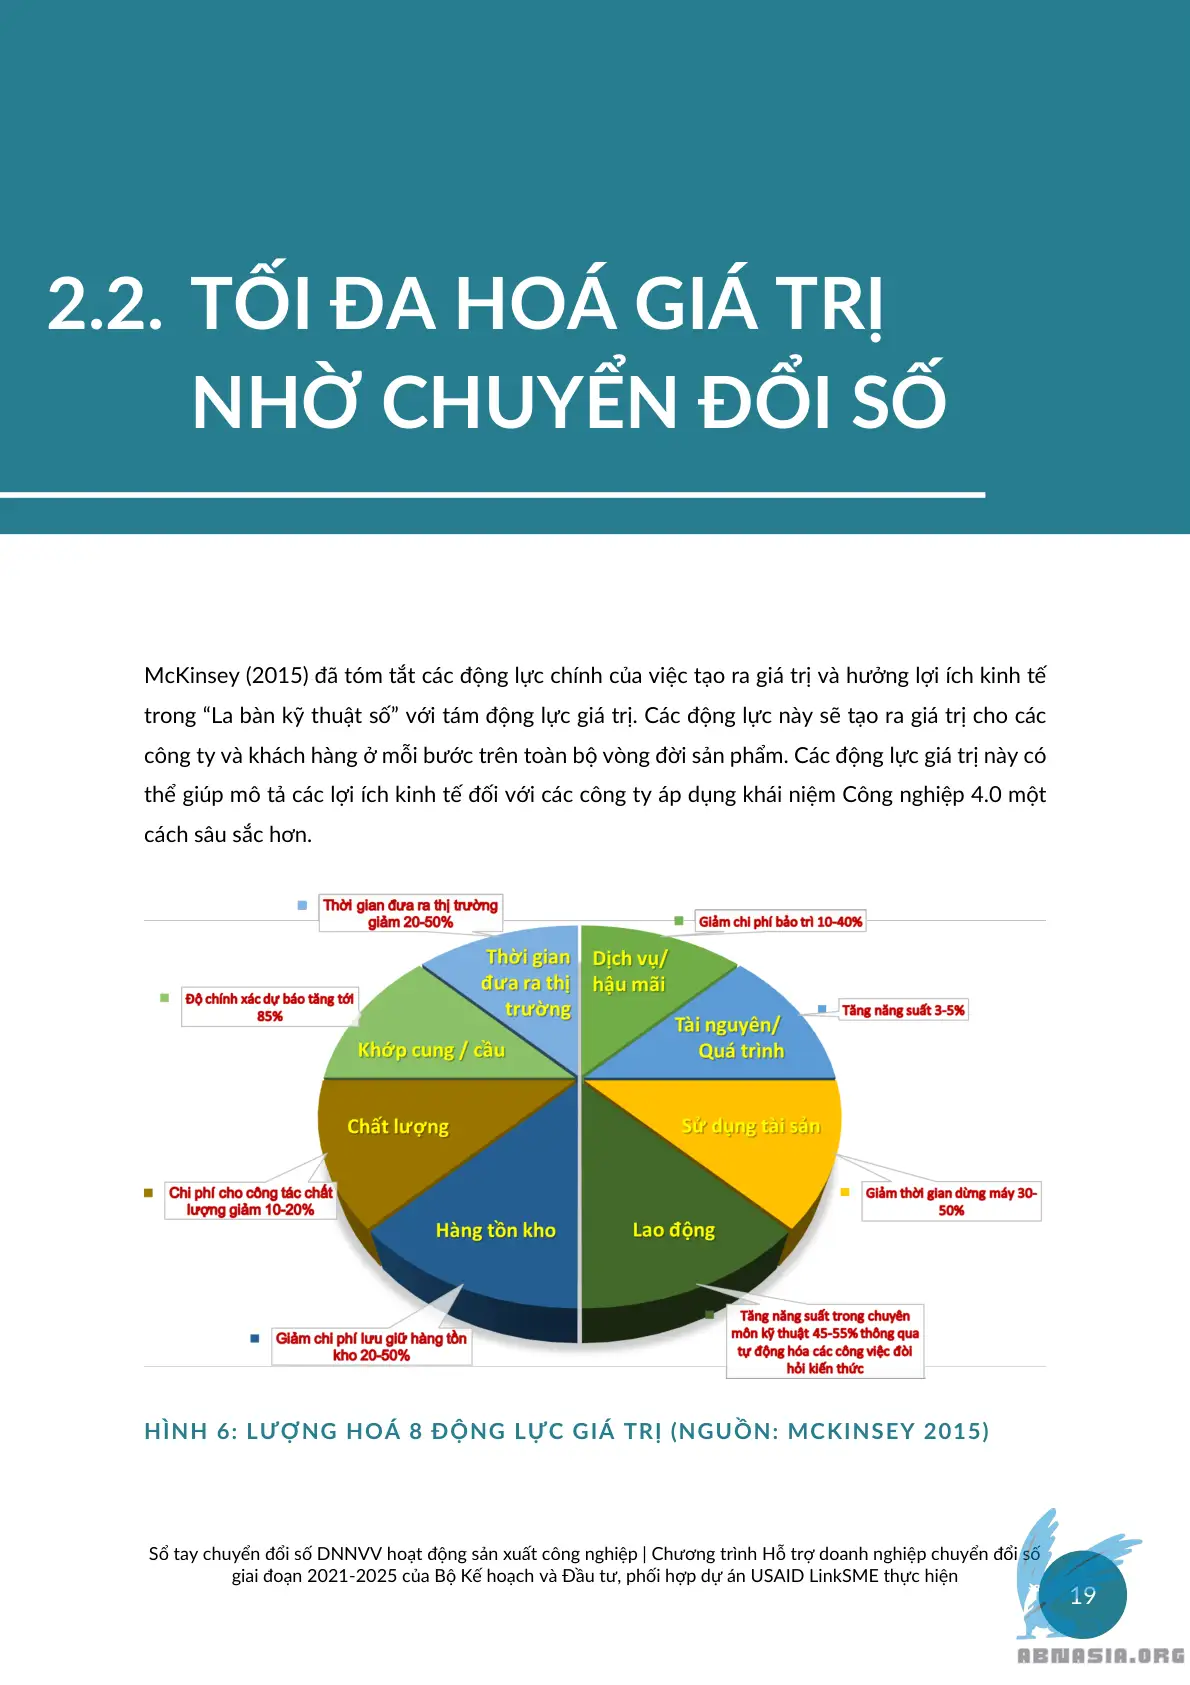 2.2. TỐI ĐA HOÁ GIÁ TRỊ
NHỜ CHUYỂN ĐỔI SỐ
McKinsey (2015) đã tóm tắt các động lực chính của việc tạo ra giá trị và hưởng lợi ích kinh tế
trong “La bàn kỹ thuật số” với tám động lực giá trị. Các động lực này sẽ tạo ra giá trị cho các
công ty và khách hàng ở mỗi bước trên toàn bộ vòng đời sản phẩm. Các động lực giá trị này có
thể giúp mô tả các lợi ích kinh tế đối với các công ty áp dụng khái niệm Công nghiệp 4.0 một
cách sâu sắc hơn.
Thời gian đưa ra thị trường
giảm 20-50%
Giảm chi phí bảo trì 10-40%
Thời gian
đưa ra thị
trường
Dịch vụ/
hậu mãi
Độ chính xác dự báo tăng tới
85%
Tăng năng suất 3-5%
Tài nguyên/
Quá trình
Khớp cung / cầu
Chất lượng
Sử dụng tài sản
Chi phí cho công tác chất
lượng giảm 10-20%
Giảm thời gian dừng máy 30-
50%
Hàng tồn kho
Lao động
Giảm chi phí lưu giữ hàng tồn
kho 20-50%
Tăng năng suất trong chuyên
môn kỹ thuật 45-55% thông qua
tự động hóa các công việc đòi
hỏi kiến thức
HÌNH 6: LƯỢNG HOÁ 8 ĐỘNG LỰC GIÁ TRỊ (NGUỒN: MCKINSEY 2015)
Sổ tay chuyển đổi số DNNVV hoạt động sản xuất công nghiệp | Chương trình Hỗ trợ doanh nghiệp chuyển đổi số
giai đoạn 2021-2025 của Bộ Kế hoạch và Đầu tư, phối hợp dự án USAID LinkSME thực hiện
19
ABNASIA.ORG